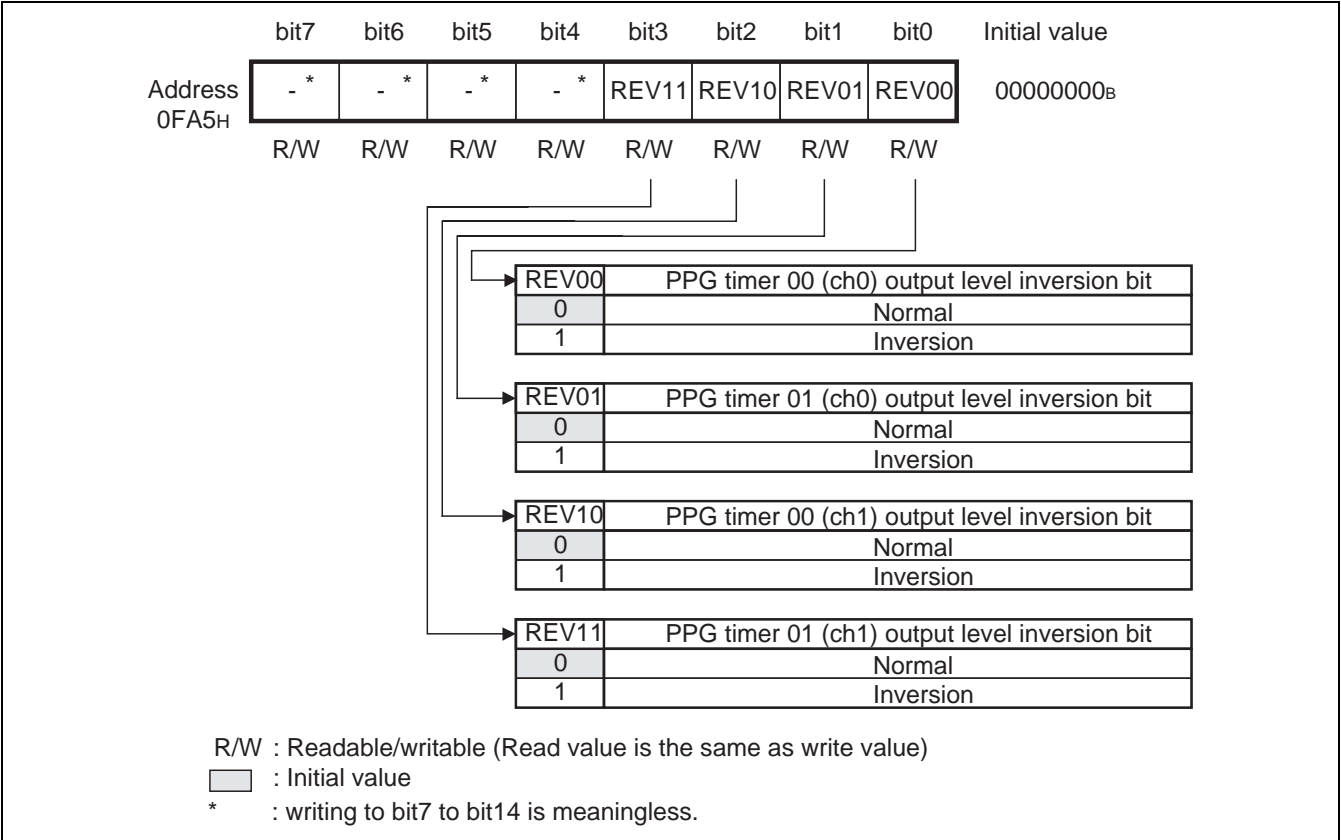 bit7 bit6 bit5 bit4 bit3 bit2 bit1 bit0 Initial value
Address - * - * - * - * REV11 REV10 REV01 REV00 00000000B
0FA5H
R/W R/W R/W R/W R/W R/W R/W R/W
REV00 PPG timer 00 (ch0) output level inversion bit
0 Normal
1 Inversion
REV01 PPG timer 01 (ch0) output level inversion bit
0 Normal
1 Inversion
REV10 PPG timer 00 (ch1) output level inversion bit
0 Normal
1 Inversion
REV11 PPG timer 01 (ch1) output level inversion bit
0 Normal
1 Inversion
R/W : Readable/writable (Read value is the same as write value)
: Initial value
* : writing to bit7 to bit14 is meaningless.